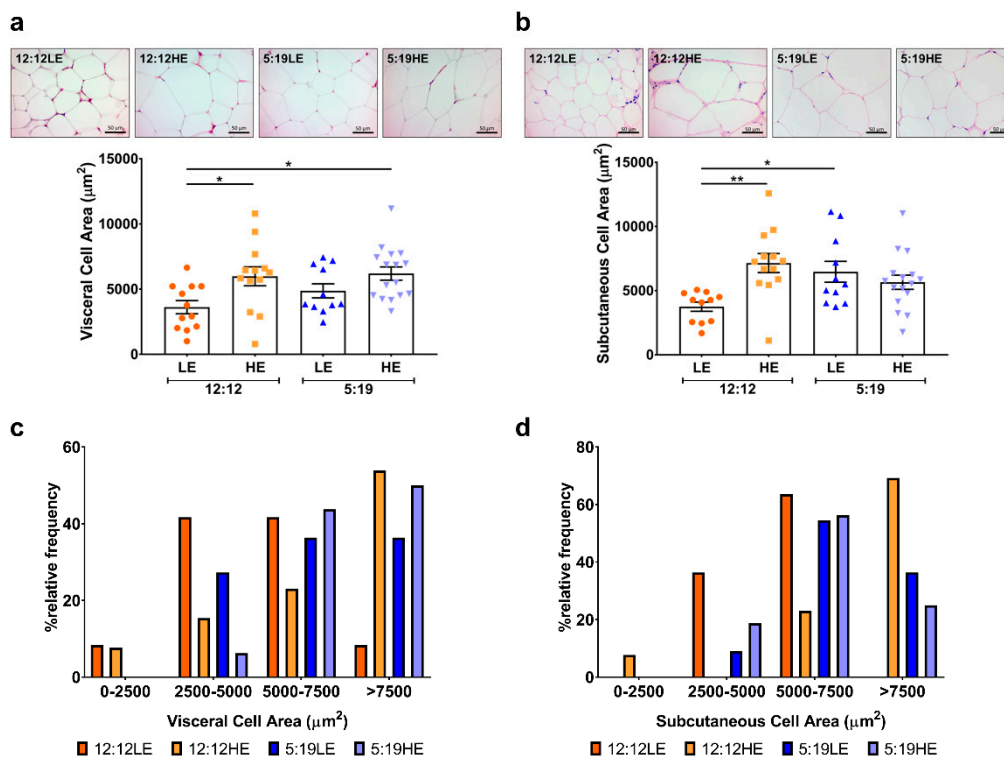 a
12:12LE 12:12HE 5:19LE 5:19HE
50 µm 50 µm 50 µm 50 µm
Visceral Cell Area (µm²)
15000
10000
5000
0
*
*
LE HE LE HE
12:12 5:19
b
12:12LE 12:12HE 5:19LE 5:19HE
50 µm 50 µm 50 µm 50 µm
Subcutaneous Cell Area (µm²)
15000
10000
5000
0
*
**
LE HE LE HE
12:12 5:19
c
%relative frequency
60
40
20
0
0-2500 2500-5000 5000-7500 >7500
Visceral Cell Area (µm²)
12:12LE 12:12HE 5:19LE 5:19HE
d
%relative frequency
80
60
40
20
0
0-2500 2500-5000 5000-7500 >7500
Subcutaneous Cell Area (µm²)
12:12LE 12:12HE 5:19LE 5:19HE